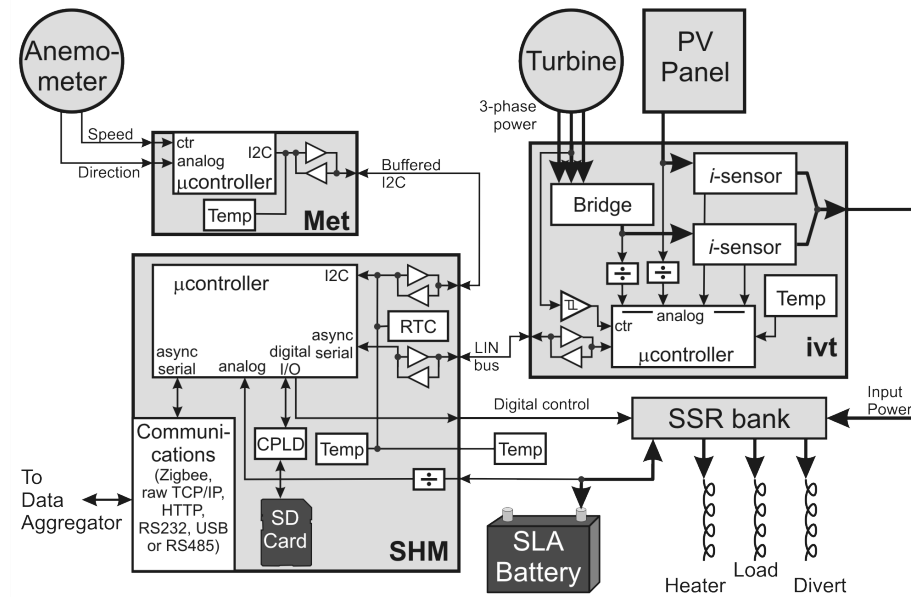 Anemo-
meter
Speed
Direction
ctr
analog
I2C
μcontroller
Temp
Met
Buffered
I2C
Turbine
PV
Panel
3-phase
power
Bridge
i-sensor
i-sensor
÷
÷
Temp
analog
ctr
μcontroller
ivt
μcontroller
I2C
RTC
async
serial
async
serial
analog
digital
I/O
LIN
bus
Digital control
SSR bank
Input
Power
Communi-
cations
(Zigbee,
raw TCP/IP,
HTTP,
RS232, USB
or RS485)
To
Data
Aggregator
CPLD
Temp
Temp
÷
SD
Card
SHM
SLA
Battery
Heater
Load
Divert